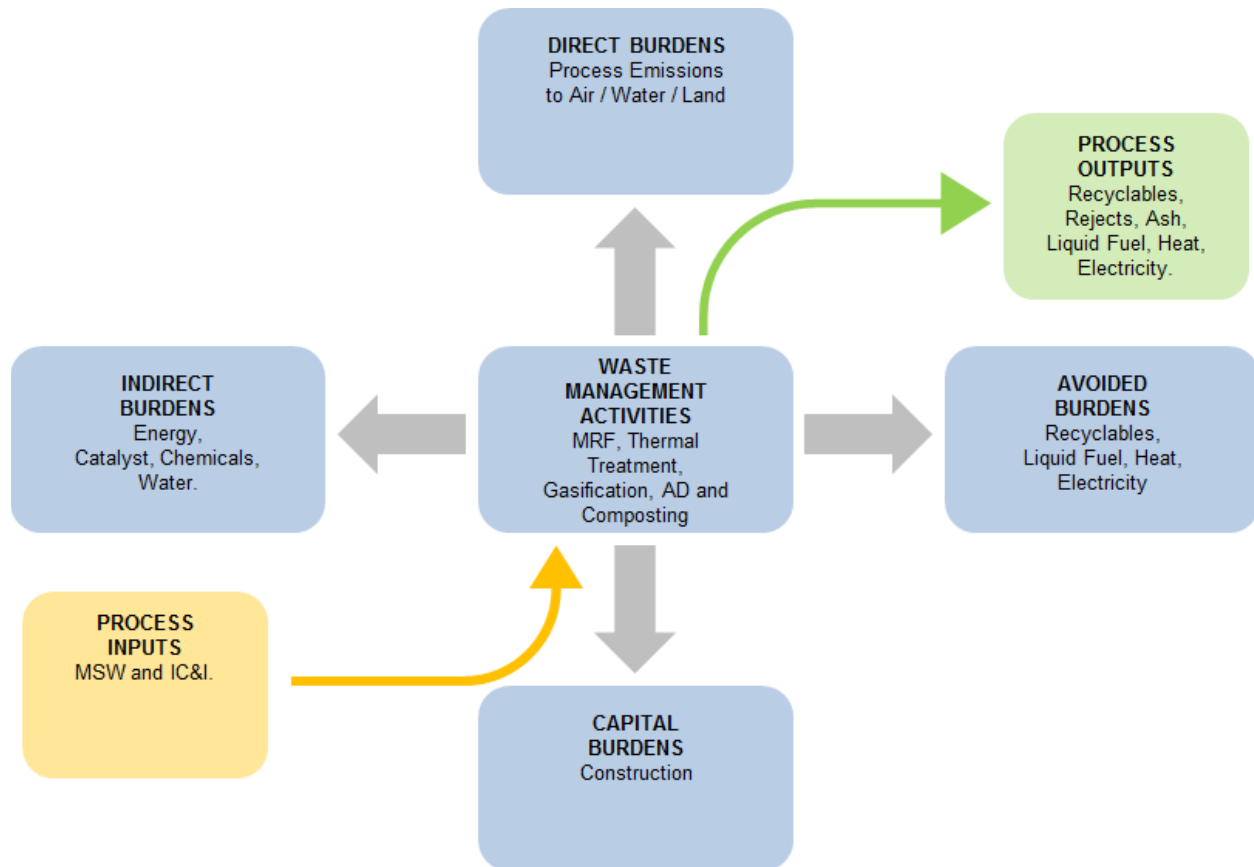 DIRECT BURDENS
Process Emissions
to Air / Water / Land
PROCESS
OUTPUTS
Recyclables,
Rejects, Ash,
Liquid Fuel, Heat,
Electricity.
INDIRECT
BURDENS
Energy,
Catalyst, Chemicals,
Water.
WASTE
MANAGEMENT
ACTIVITIES
MRF, Thermal
Treatment,
Gasification, AD and
Composting
AVOIDED
BURDENS
Recyclables,
Liquid Fuel, Heat,
Electricity
PROCESS
INPUTS
MSW and IC&I.
CAPITAL
BURDENS
Construction